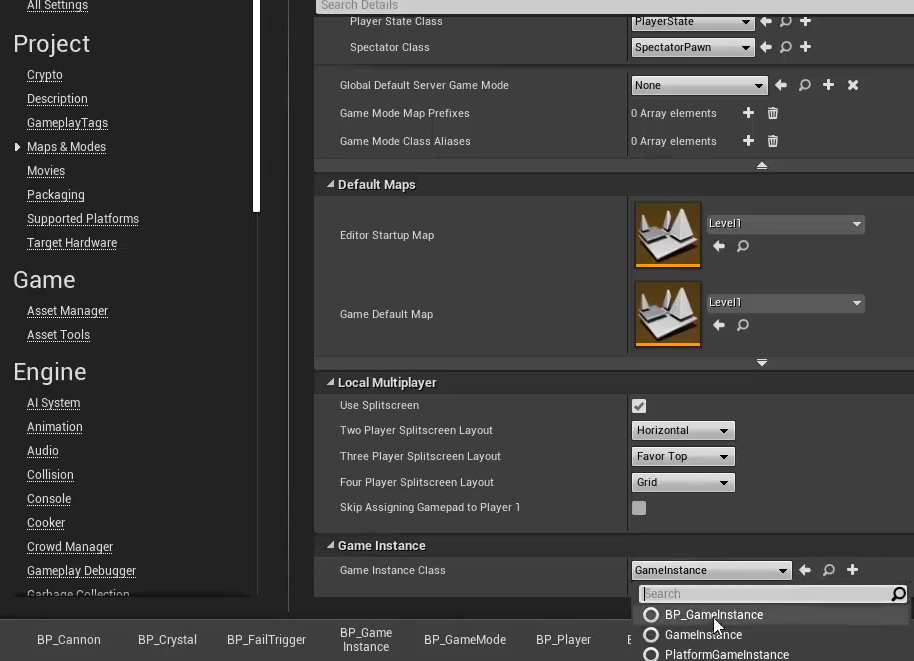 All Settings
Project
Crypto
Description
GameplayTags
Maps & Modes
Movies
Packaging
Supported Platforms
Target Hardware
Game
Asset Manager
Asset Tools
Engine
AI System
Animation
Audio
Collision
Console
Cooker
Crowd Manager
Gameplay Debugger
Garbage Collection
Search Details
Player State Class PlayerState
Spectator Class SpectatorPawn
Global Default Server Game Mode None
Game Mode Map Prefixes 0 Array elements
Game Mode Class Aliases 0 Array elements
Default Maps
Editor Startup Map Level1
Game Default Map Level1
Local Multiplayer
Use Splitscreen
Two Player Splitscreen Layout Horizontal
Three Player Splitscreen Layout Favor Top
Four Player Splitscreen Layout Grid
Skip Assigning Gamepad to Player 1
Game Instance
Game Instance Class GameInstance
Search
BP_GameInstance
GameInstance
PlatformGameInstance
BP_Cannon BP_Crystal BP_FailTrigger BP_Game BP_GameMode BP_Player
Instance